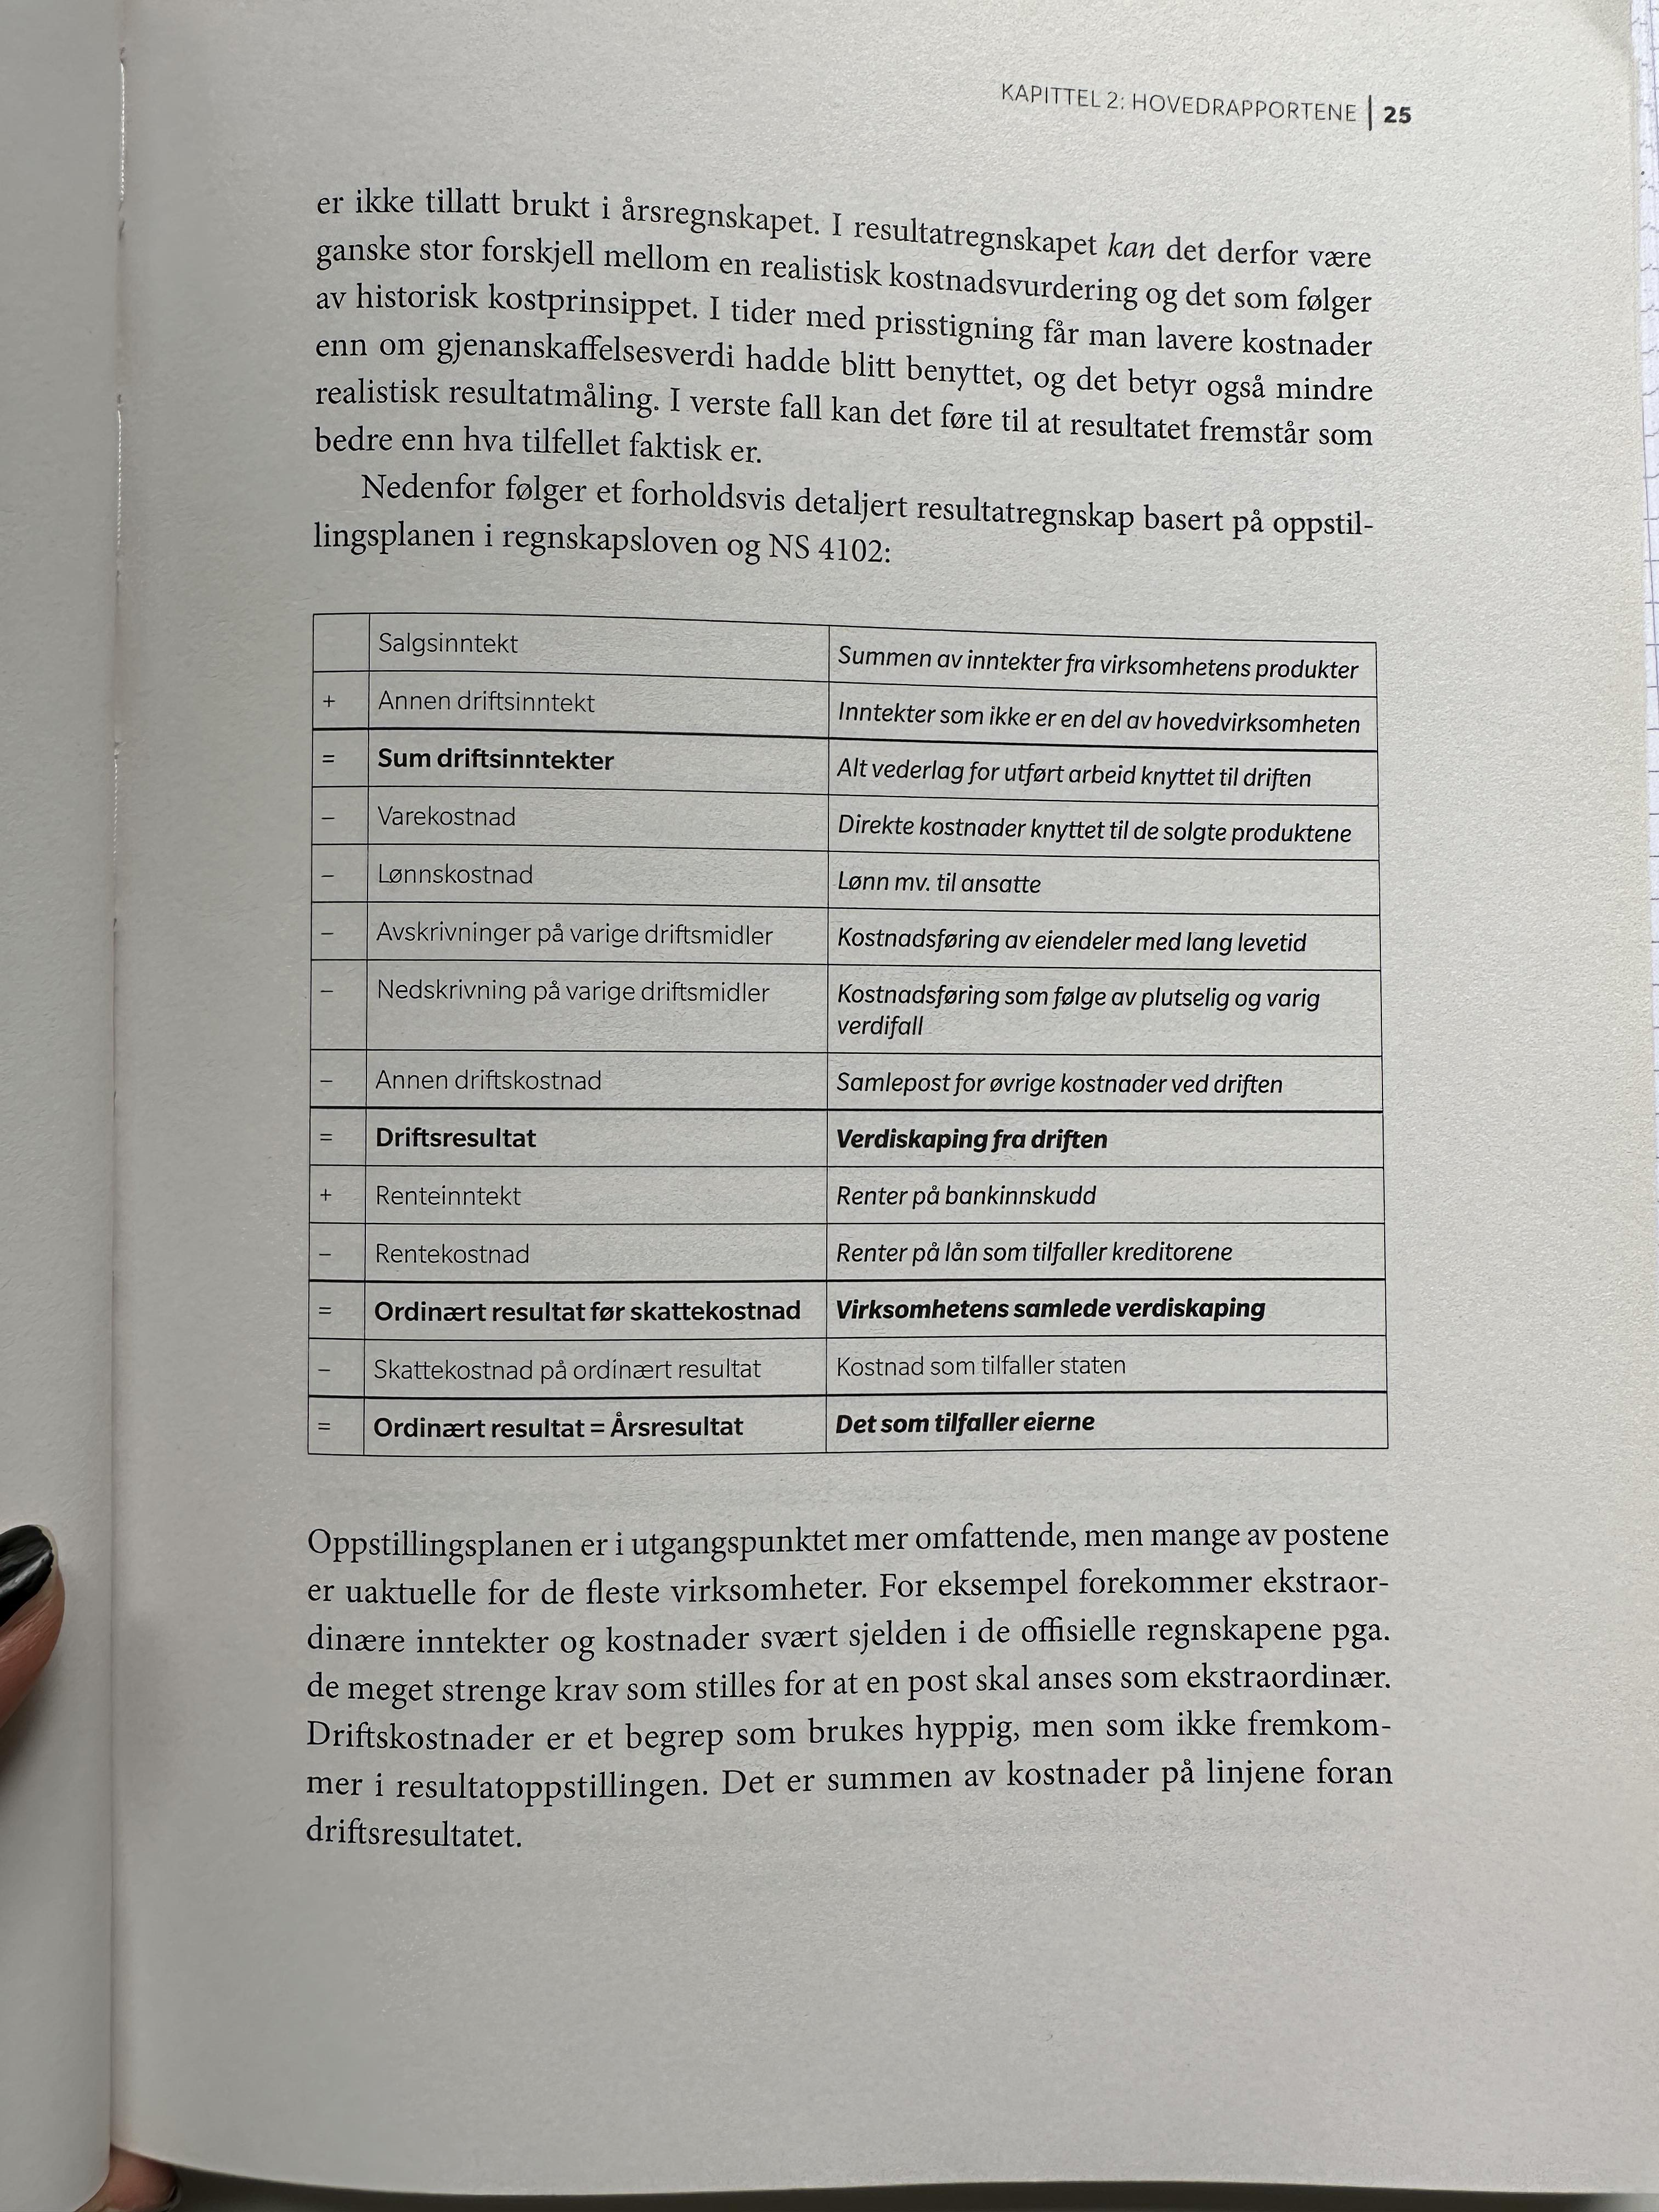 KAPITTEL 2: HOVEDRAPPORTENE | 25
er ikke tillatt brukt i årsregnskapet. I resultatregnskapet kan det derfor være
ganske stor forskjell mellom en realistisk kostnadsvurdering og det som følger
av historisk kostprinsippet. I tider med prisstigning får man lavere kostnader
enn om gjenanskaffelsesverdi hadde blitt benyttet, og det betyr også mindre
realistisk resultatmåling. I verste fall kan det føre til at resultatet fremstår som
bedre enn hva tilfellet faktisk er.
Nedenfor følger et forholdsvis detaljert resultatregnskap basert på oppstil-
lingsplanen i regnskapsloven og NS 4102:
Salgsinntekt Summen av inntekter fra virksomhetens produkter
+ Annen driftsinntekt Inntekter som ikke er en del av hovedvirksomheten
= Sum driftsinntekter Alt vederlag for utført arbeid knyttet til driften
– Varekostnad Direkte kostnader knyttet til de solgte produktene
– Lønnskostnad Lønn mv. til ansatte
– Avskrivninger på varige driftsmidler Kostnadsføring av eiendeler med lang levetid
– Nedskrivning på varige driftsmidler Kostnadsføring som følge av plutselig og varig
verdifall
– Annen driftskostnad Samlepost for øvrige kostnader ved driften
= Driftsresultat Verdiskaping fra driften
+ Renteinntekt Renter på bankinnskudd
– Rentekostnad Renter på lån som tilfaller kreditorene
= Ordinært resultat før skattekostnad Virksomhetens samlede verdiskaping
– Skattekostnad på ordinært resultat Kostnad som tilfaller staten
= Ordinært resultat = Årsresultat Det som tilfaller eierne
Oppstillingsplanen er i utgangspunktet mer omfattende, men mange av postene
er uaktuelle for de fleste virksomheter. For eksempel forekommer ekstraor-
dinære inntekter og kostnader svært sjelden i de offisielle regnskapene pga.
de meget strenge krav som stilles for at en post skal anses som ekstraordinær.
Driftskostnader er et begrep som brukes hyppig, men som ikke fremkom-
mer i resultatoppstillingen. Det er summen av kostnader på linjene foran
driftsresultatet.